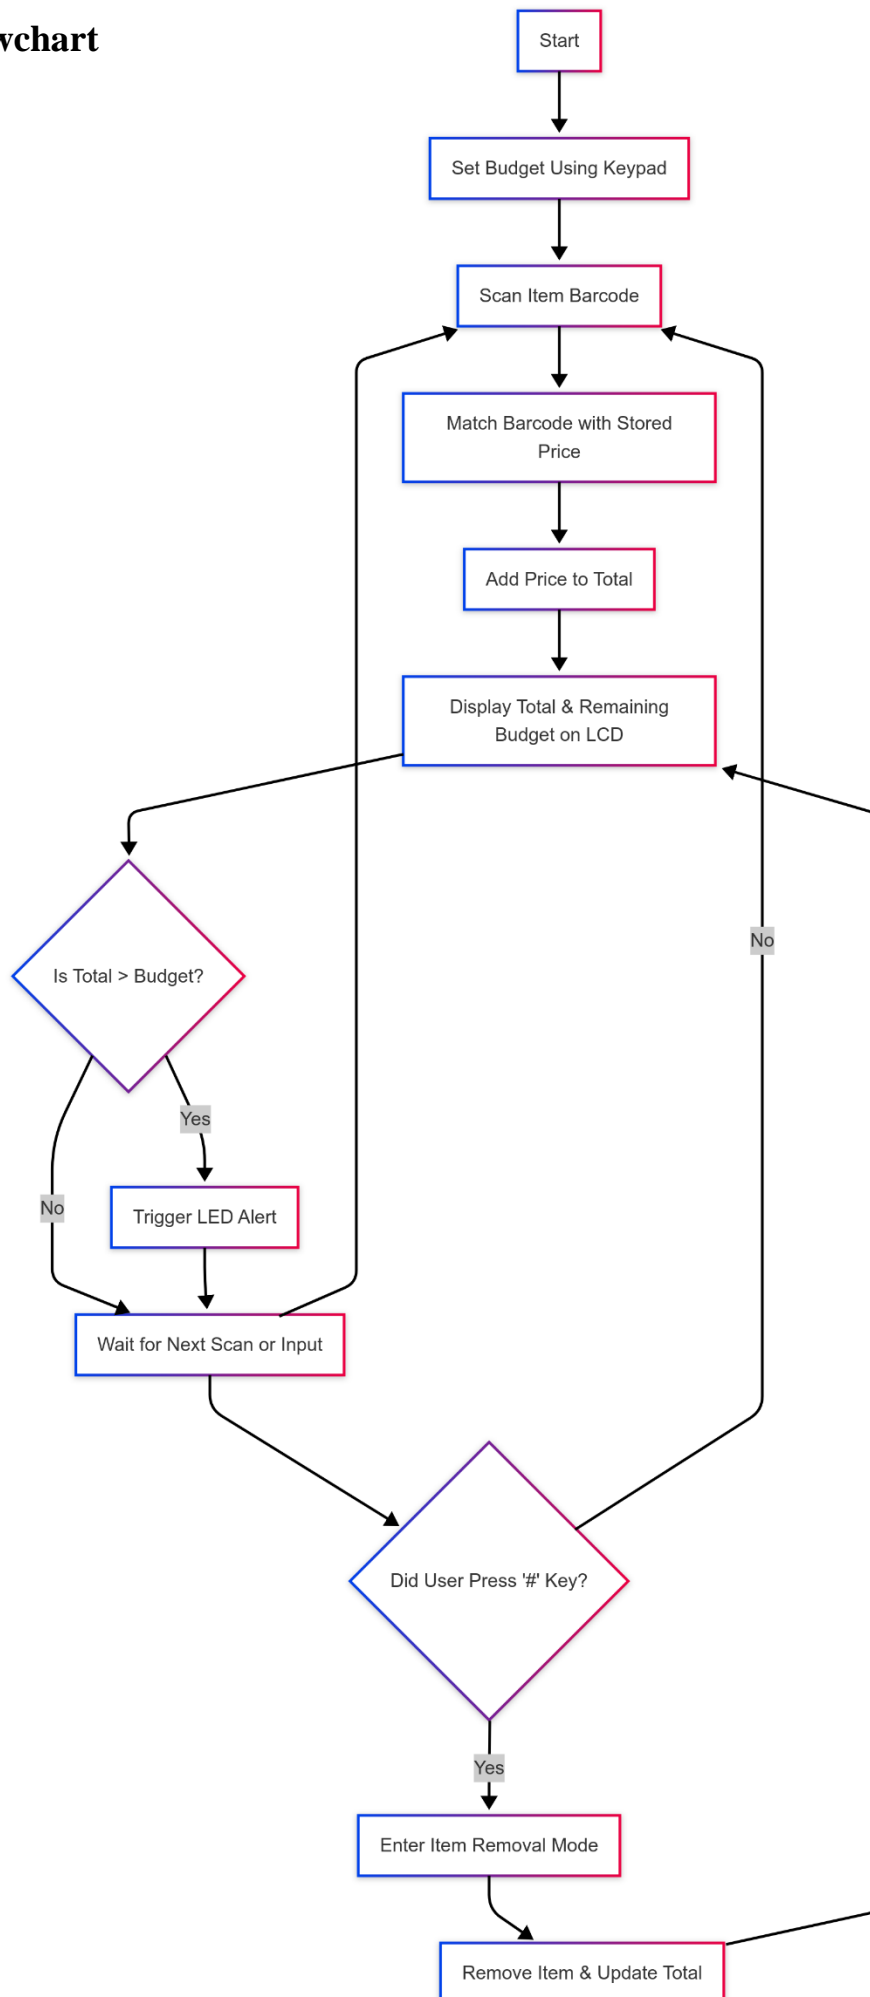 wchart
Start
Set Budget Using Keypad
Scan Item Barcode
Match Barcode with Stored
Price
Add Price to Total
Display Total & Remaining
Budget on LCD
No
Is Total > Budget?
Yes
No
Trigger LED Alert
Wait for Next Scan or Input
Did User Press '#' Key?
Yes
Enter Item Removal Mode
Remove Item & Update Total